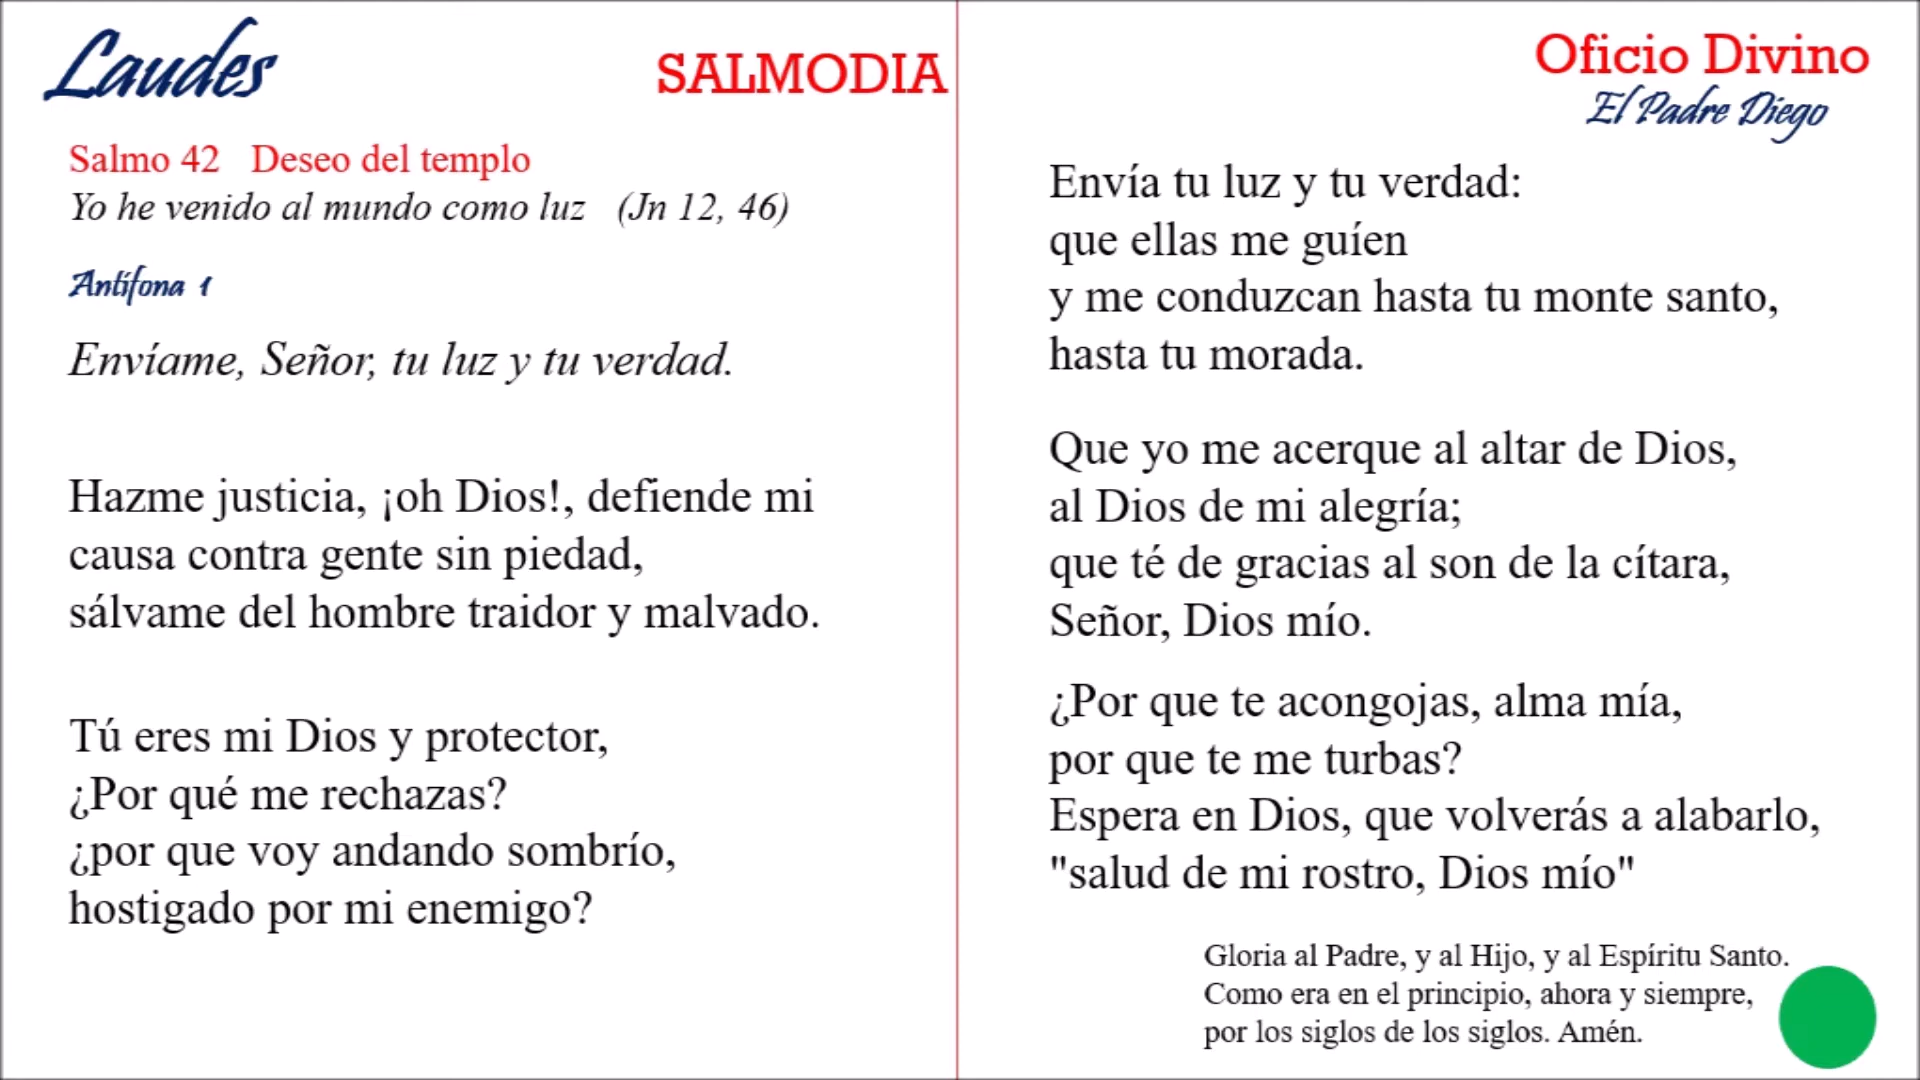 Laudes
SALMODIA
Salmo 42 Deseo del templo
Yo he venido al mundo como luz (Jn 12, 46)
Antífona 1
Envíame, Señor, tu luz y tu verdad.
Hazme justicia, ¡oh Dios!, defiende mi
causa contra gente sin piedad,
sálvame del hombre traidor y malvado.
Tú eres mi Dios y protector,
¿Por qué me rechazas?
¿por que voy andando sombrío,
hostigado por mi enemigo?
Oficio Divino
El Padre Diego
Envía tu luz y tu verdad:
que ellas me guíen
y me conduzcan hasta tu monte santo,
hasta tu morada.
Que yo me acerque al altar de Dios,
al Dios de mi alegría;
que té de gracias al son de la cítara,
Señor, Dios mío.
¿Por que te acongojas, alma mía,
por que te me turbas?
Espera en Dios, que volverás a alabarlo,
"salud de mi rostro, Dios mío"
Gloria al Padre, y al Hijo, y al Espíritu Santo.
Como era en el principio, ahora y siempre,
por los siglos de los siglos. Amén.